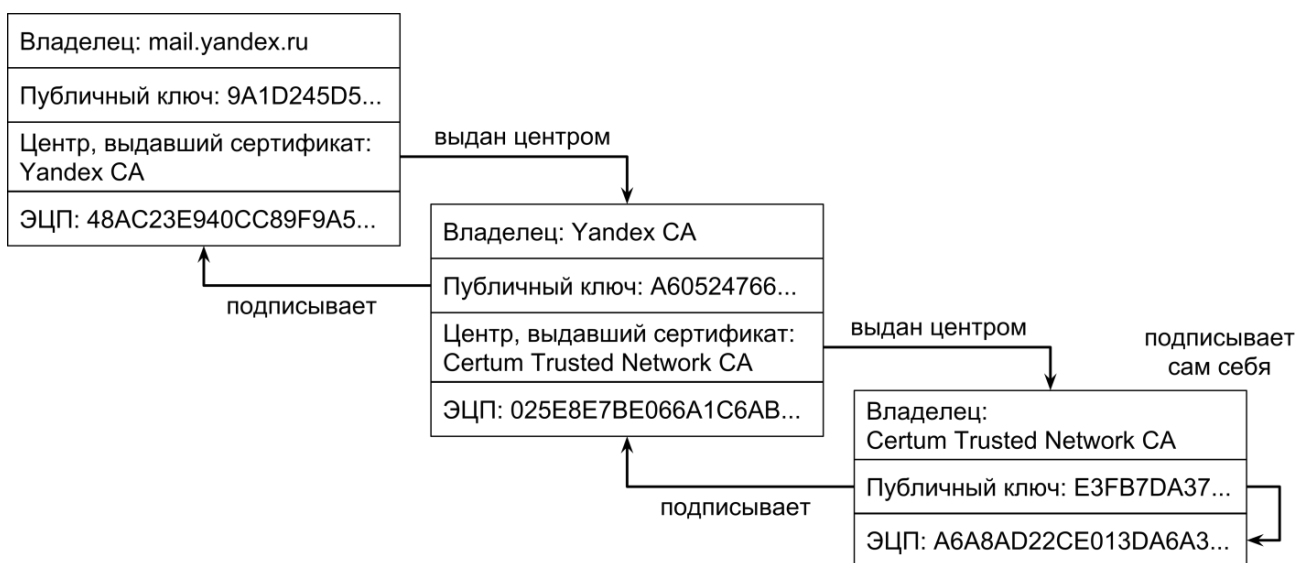 Владелец: mail.yandex.ru
Публичный ключ: 9A1D245D5...
Центр, выдавший сертификат:
Yandex CA
ЭЦП: 48AC23E940CC89F9A5...
выдан центром
подписывает
Владелец: Yandex CA
Публичный ключ: A60524766...
Центр, выдавший сертификат:
Certum Trusted Network CA
ЭЦП: 025E8E7BE066A1C6AB...
выдан центром
подписывает
подписывает
сам себя
Владелец:
Certum Trusted Network CA
Публичный ключ: E3FB7DA37...
ЭЦП: A6A8AD22CE013DA6A3...